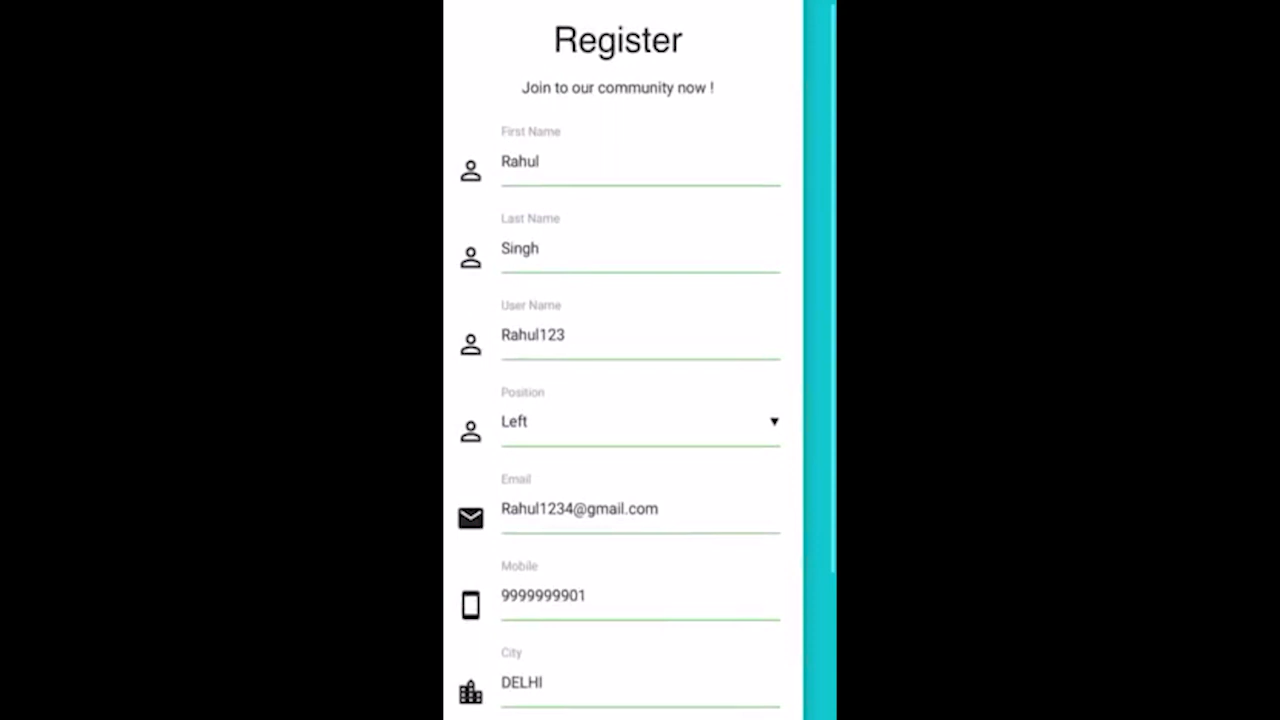 Register
Join to our community now !
First Name
Rahul
Last Name
Singh
User Name
Rahul123
Position
Left
Email
Rahul1234@gmail.com
Mobile
9999999901
City
DELHI